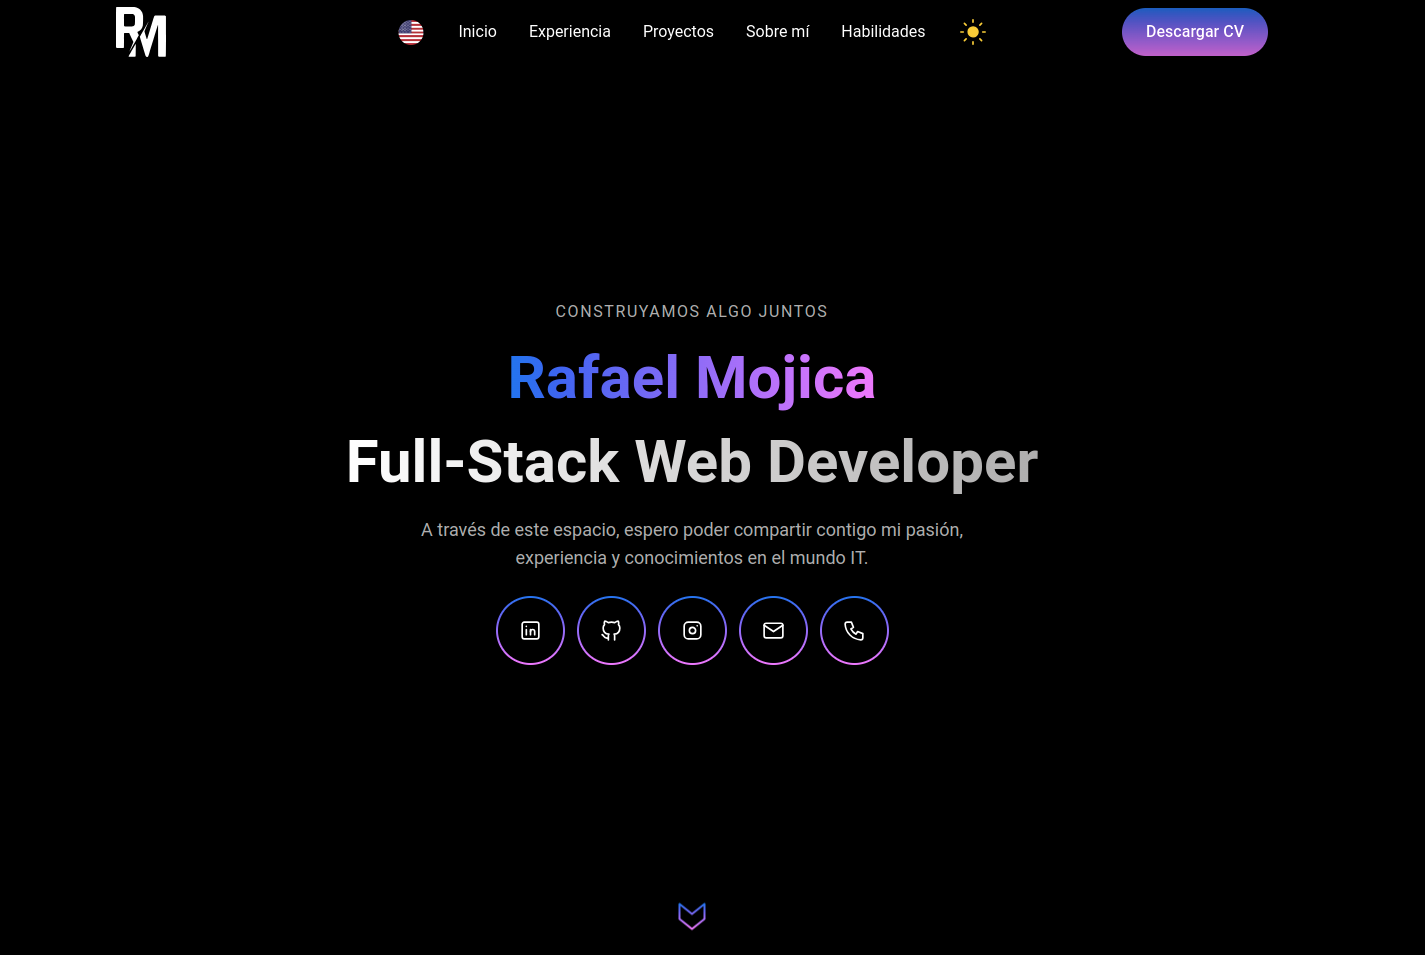 RM
Inicio
Experiencia
Proyectos
Sobre mí
Habilidades
Descargar CV
CONSTRUYAMOS ALGO JUNTOS
Rafael Mojica
Full-Stack Web Developer
A través de este espacio, espero poder compartir contigo mi pasión,
experiencia y conocimientos en el mundo IT.
in